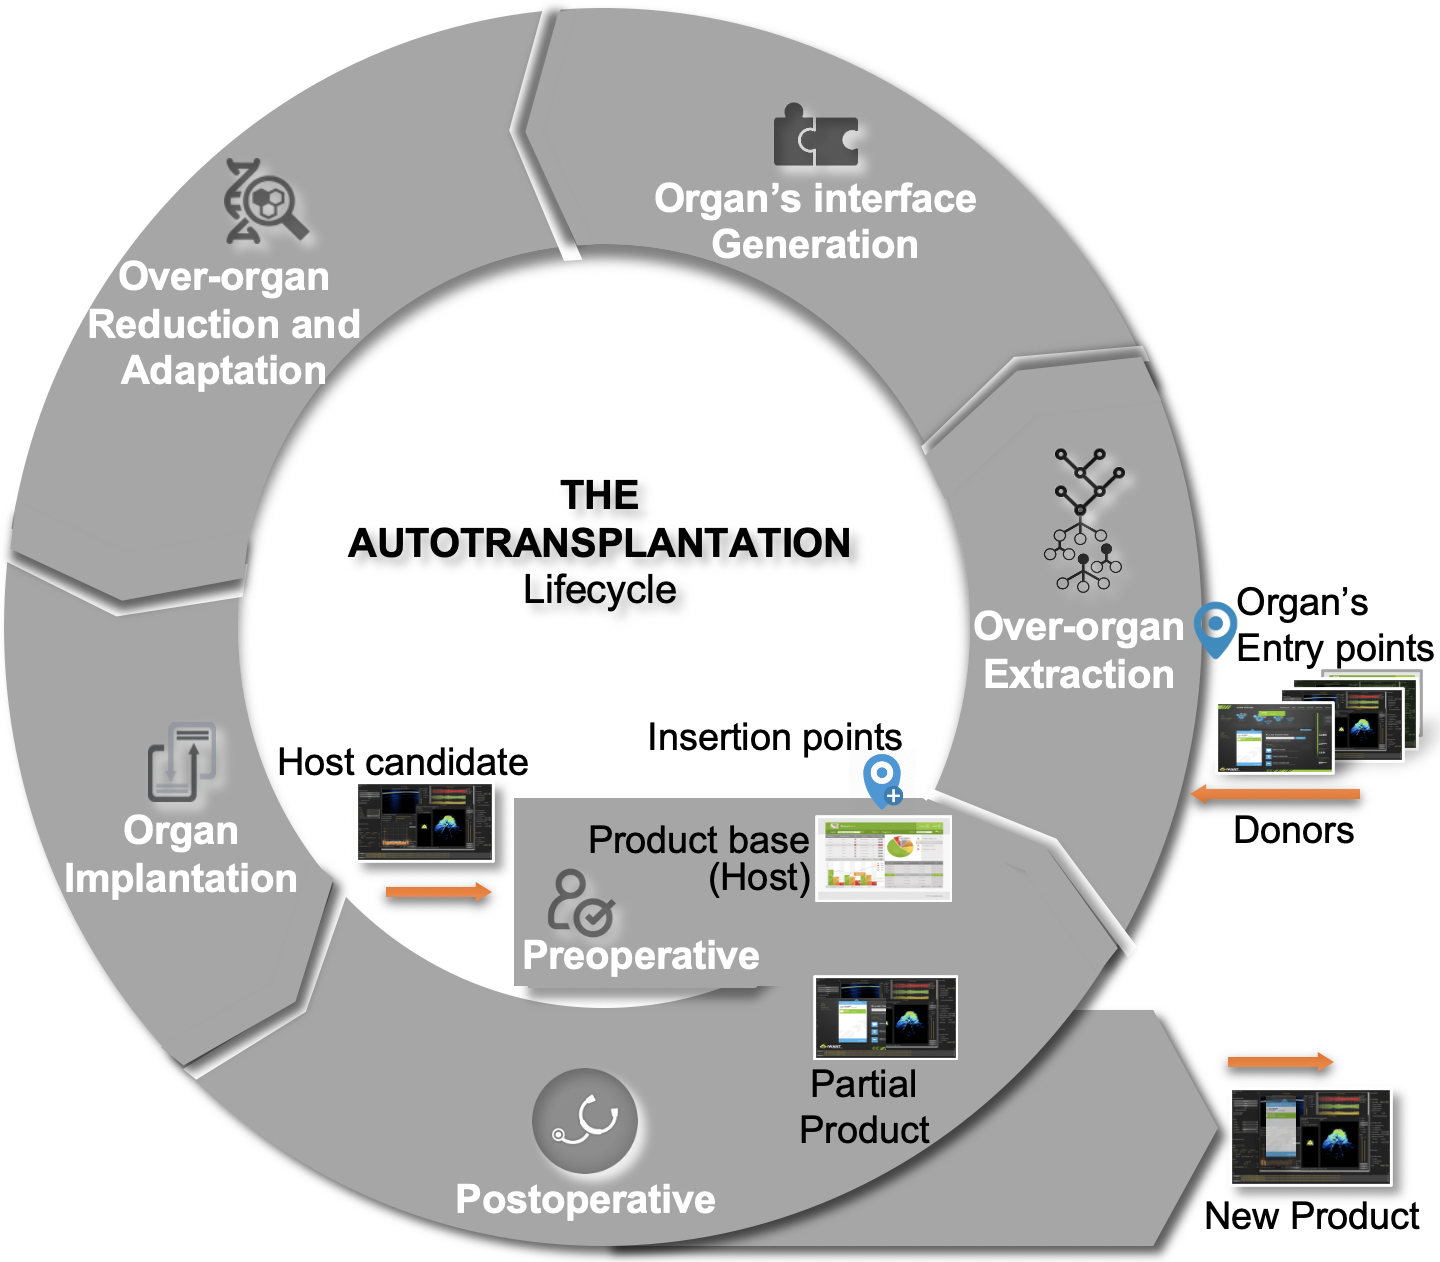 Organ’s interface
Generation
Over-organ
Reduction and
Adaptation
THE
AUTOTRANSPLANTATION
Lifecycle
Over-organ
Extraction
Organ’s
Entry points
Donors
Insertion points
Host candidate
Product base
(Host)
Preoperative
Organ
Implantation
Partial
Product
Postoperative
New Product